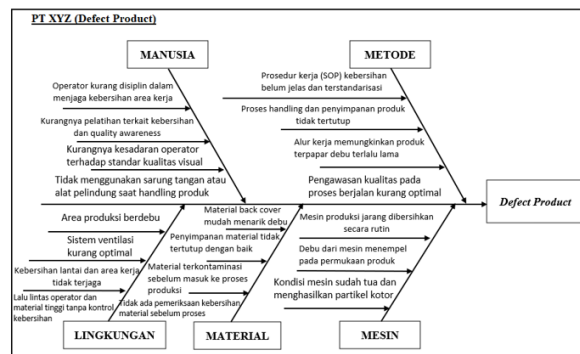 PT XYZ (Defect Product)
MANUSIA
METODE
Operator kurang disiplin dalam
menjaga kebersihan area kerja
Kurangnya pelatihan terkait kebersihan
dan quality awareness
Kurangnya kesadaran operator
terhadap standar kualitas visual
Tidak menggunakan sarung tangan atau
alat pelindung saat handling produk
Prosedur kerja (SOP) kebersihan
belum jelas dan terstandarisasi
Proses handling dan penyimpanan produk
tidak tertutup
Alur kerja memungkinkan produk
terpapar debu terlalu lama
Pengawasan kualitas pada
proses berjalan kurang optimal
Defect Product
Area produksi berdebu
Sistem ventilasi
kurang optimal
Kebersihan lantai dan area kerja
tidak terjaga
Lalu lintas operator dan
material tinggi tanpa kontrol
kebersihan
Material back cover
mudah menarik debu
Penyimpanan material tidak
tertutup dengan baik
Material terkontaminasi
sebelum masuk ke proses
produksi
Tidak ada pemeriksaan kebersihan
material sebelum proses
Mesin produksi jarang dibersihkan
secara rutin
Debu dari mesin menempel
pada permukaan produk
Kondisi mesin sudah tua dan
menghasilkan partikel kotor
LINGKUNGAN
MATERIAL
MESIN